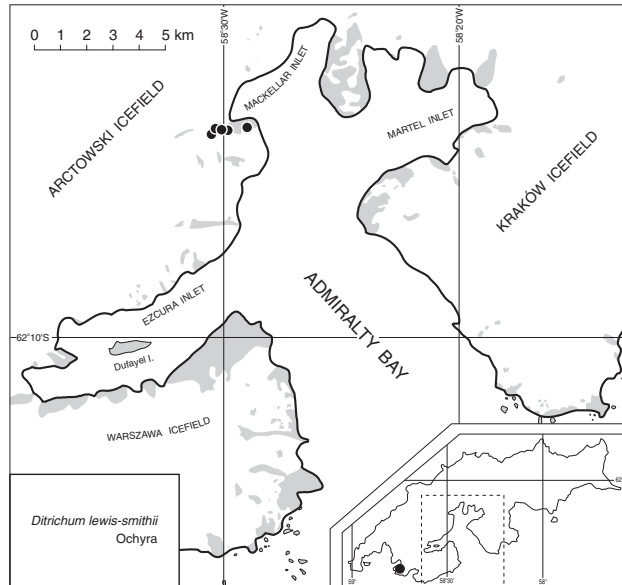 58°30'W
58°20'W
0 1 2 3 4 5 km
MACKELLAR INLET
MARTEL INLET
ARCTOWSKI ICEFIELD
KRAKÓW ICEFIELD
EZCURA INLET
ADMIRALTY BAY
62°10'S
Dufayel I.
WARSZAWA ICEFIELD
Ditrichum lewis-smithii
Ochyra
62
59°
58°30'
58°